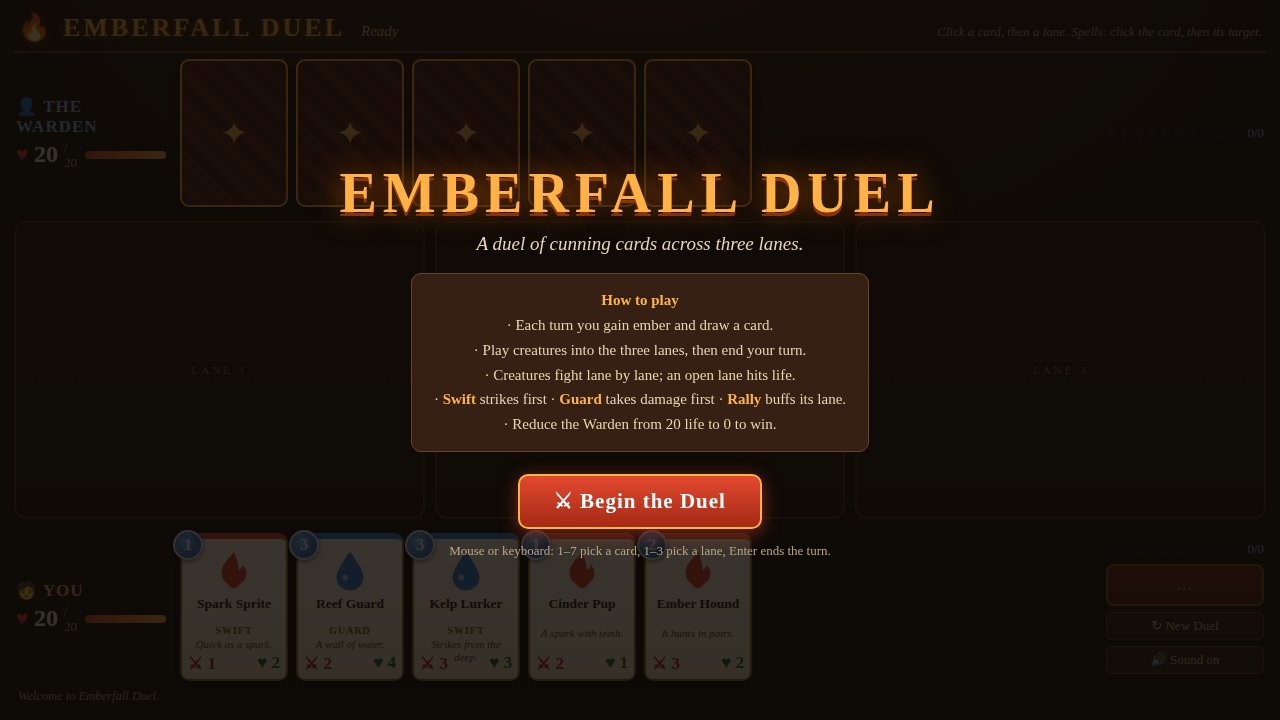 🔥 EMBERFALL DUEL Ready
Click a card, then a lane. Spells: click the card, then its target.
👤 THE
WARDEN
♥ 20 / 20
0/0
EMBERFALL DUEL
A duel of cunning cards across three lanes.
How to play
· Each turn you gain ember and draw a card.
· Play creatures into the three lanes, then end your turn.
· Creatures fight lane by lane; an open lane hits life.
· Swift strikes first · Guard takes damage first · Rally buffs its lane.
· Reduce the Warden from 20 life to 0 to win.
LANE 1
LANE 3
⚔ Begin the Duel
Mouse or keyboard: 1–7 pick a card, 1–3 pick a lane, Enter ends the turn.
🧑 YOU
♥ 20 / 20
1
Spark Sprite
SWIFT
Quick as a spark.
⚔ 1 ♥ 2
3
Reef Guard
GUARD
A wall of water.
⚔ 2 ♥ 4
3
Kelp Lurker
SWIFT
Strikes from the
deep.
⚔ 3 ♥ 3
1
Cinder Pup
A spark with teeth.
⚔ 2 ♥ 1
2
Ember Hound
It hunts in pairs.
⚔ 3 ♥ 2
0/0
...
↻ New Duel
🔊 Sound on
Welcome to Emberfall Duel.